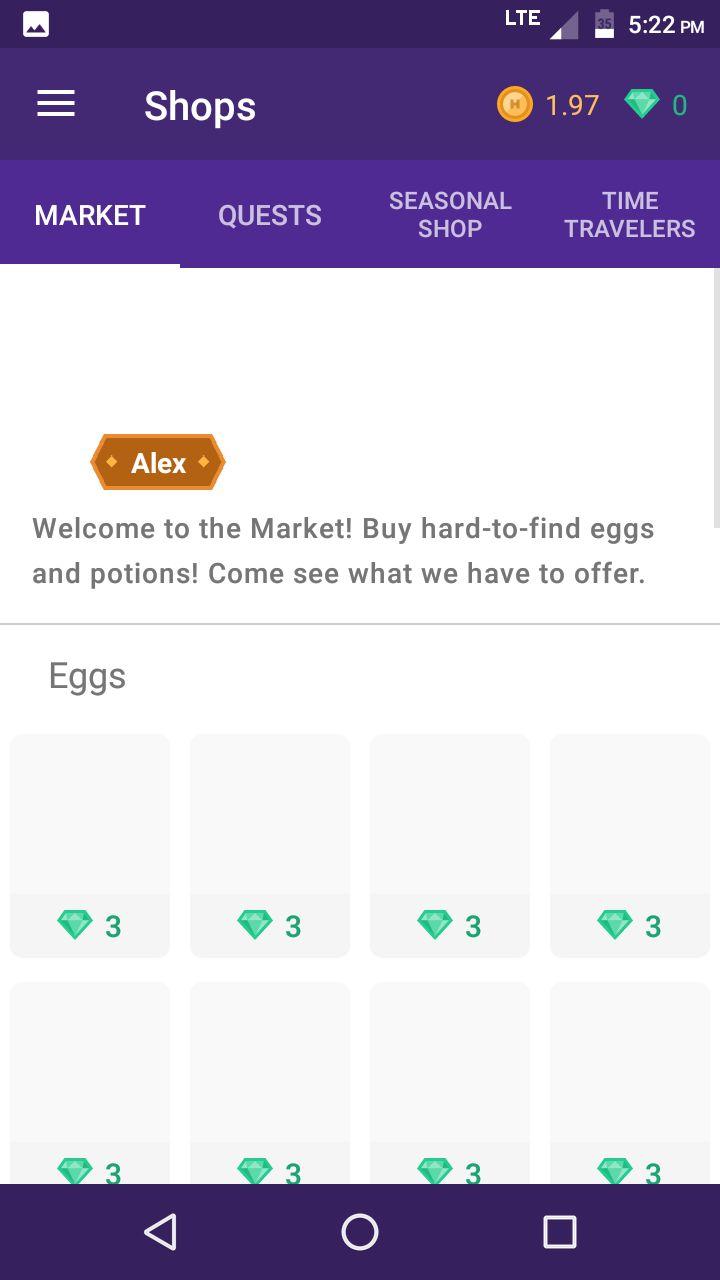 LTE 35 5:22 PM
Shops H 1.97 0
MARKET QUESTS SEASONAL SHOP TIME TRAVELERS
Alex
Welcome to the Market! Buy hard-to-find eggs
and potions! Come see what we have to offer.
Eggs
3 3 3 3
3 3 3 3